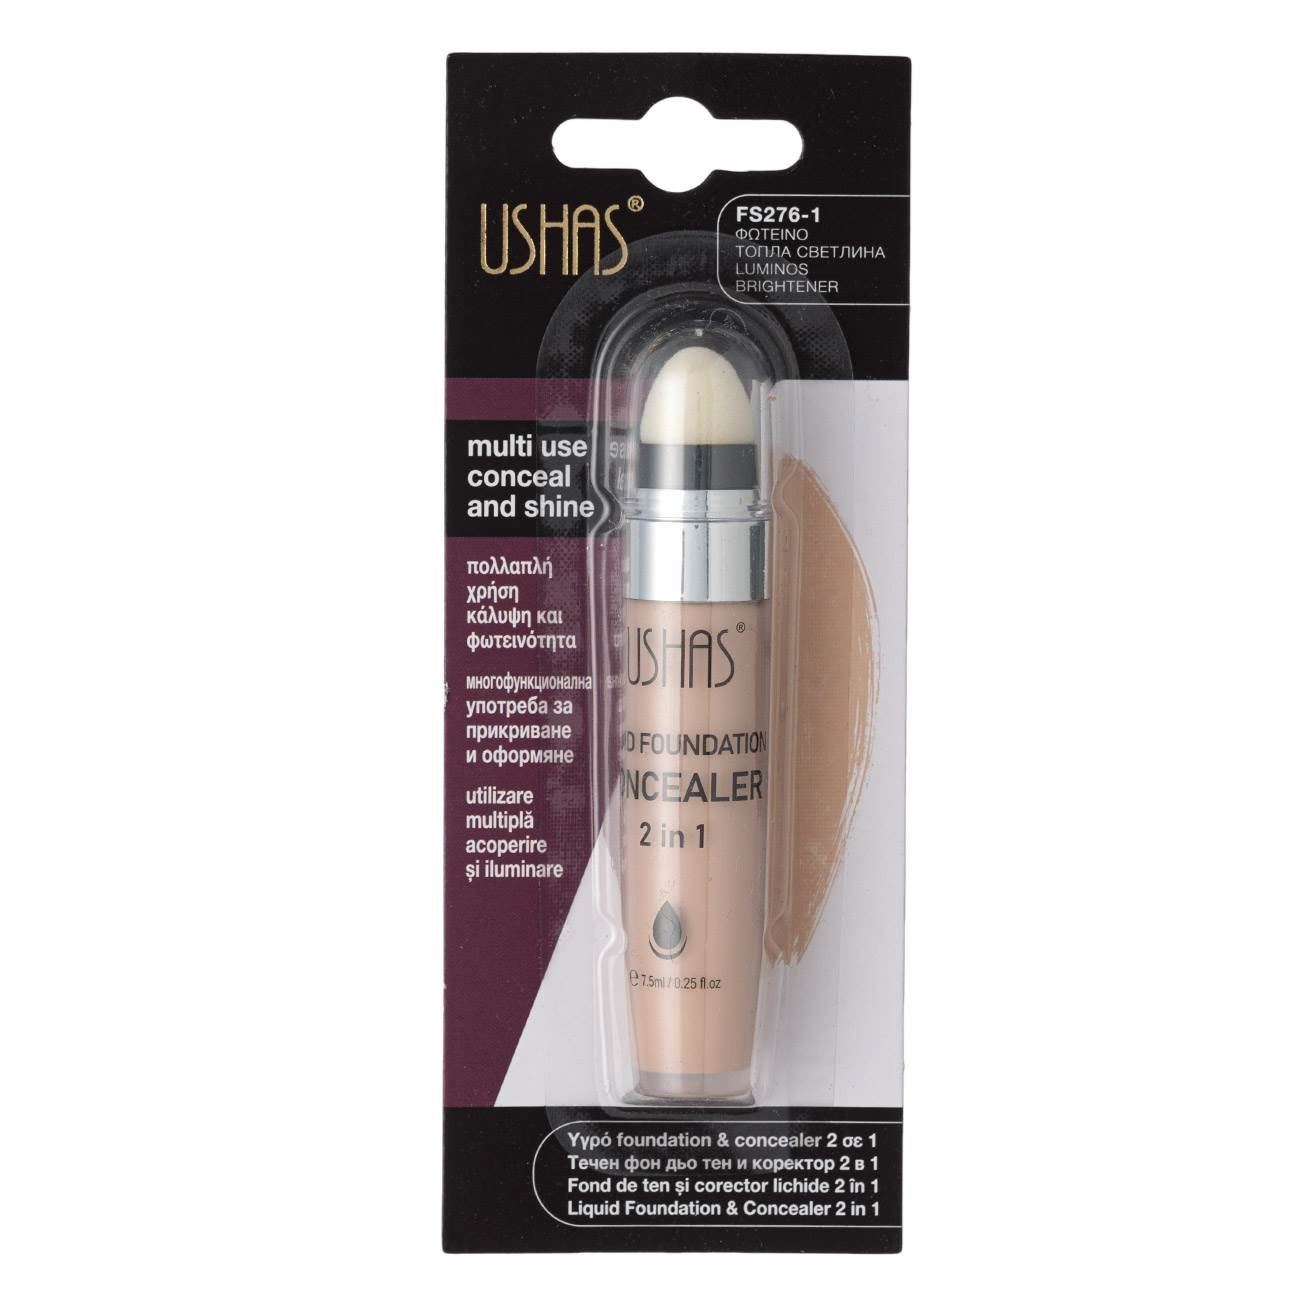 USHAS®
FS276-1
ΦΩΤΕΙΝΟ
ТОПЛА СВЕТЛИНА
LUMINOS
BRIGHTENER
multi use
conceal
and shine
πολλαπλή
χρήση
κάλυψη και
φωτεινότητα
многофункционална
употреба за
прикриване
и оформяне
utilizare
multiplă
acoperire
și iluminare
USHAS®
FOUNDATION
2 in 1
e 7.5ml / 0.25 fl.oz
Υγρό foundation & concealer 2 σε 1
Течен фон дьо тен и коректор 2 в 1
Fond de ten și corector lichide 2 în 1
Liquid Foundation & Concealer 2 in 1